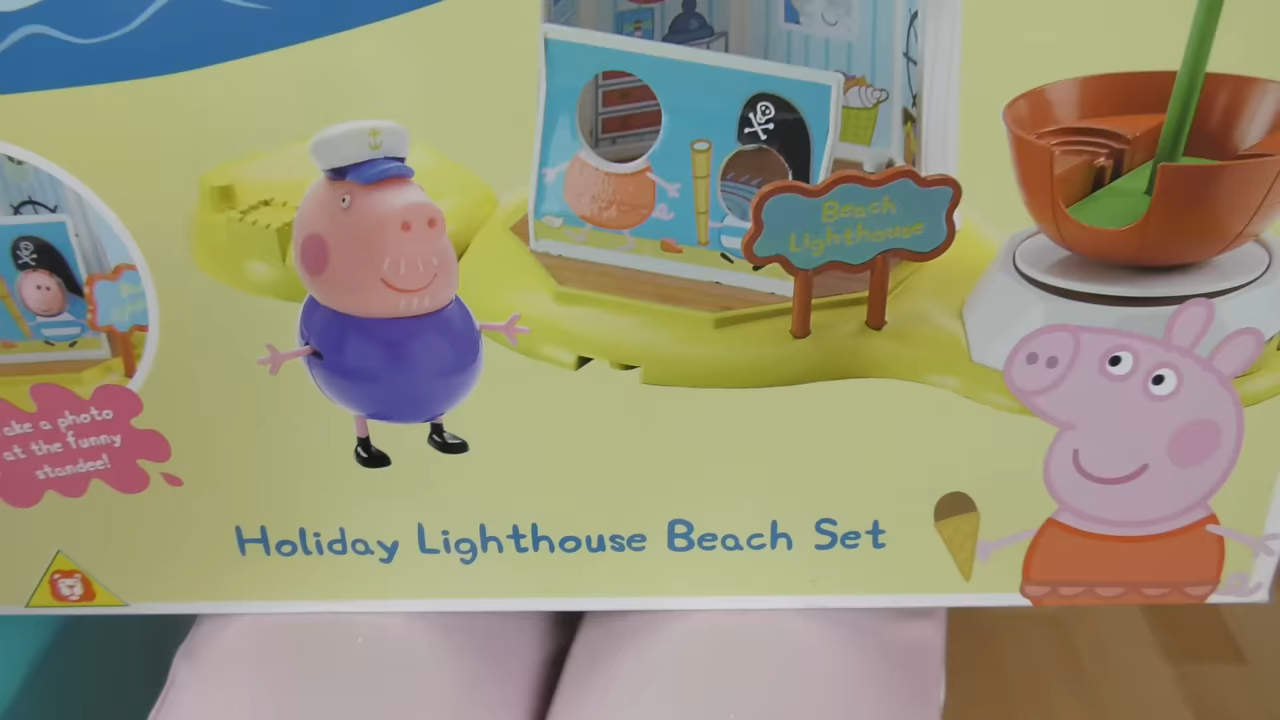 Beach
Lighthouse
ake a photo
at the funny
standee!
Holiday Lighthouse Beach Set